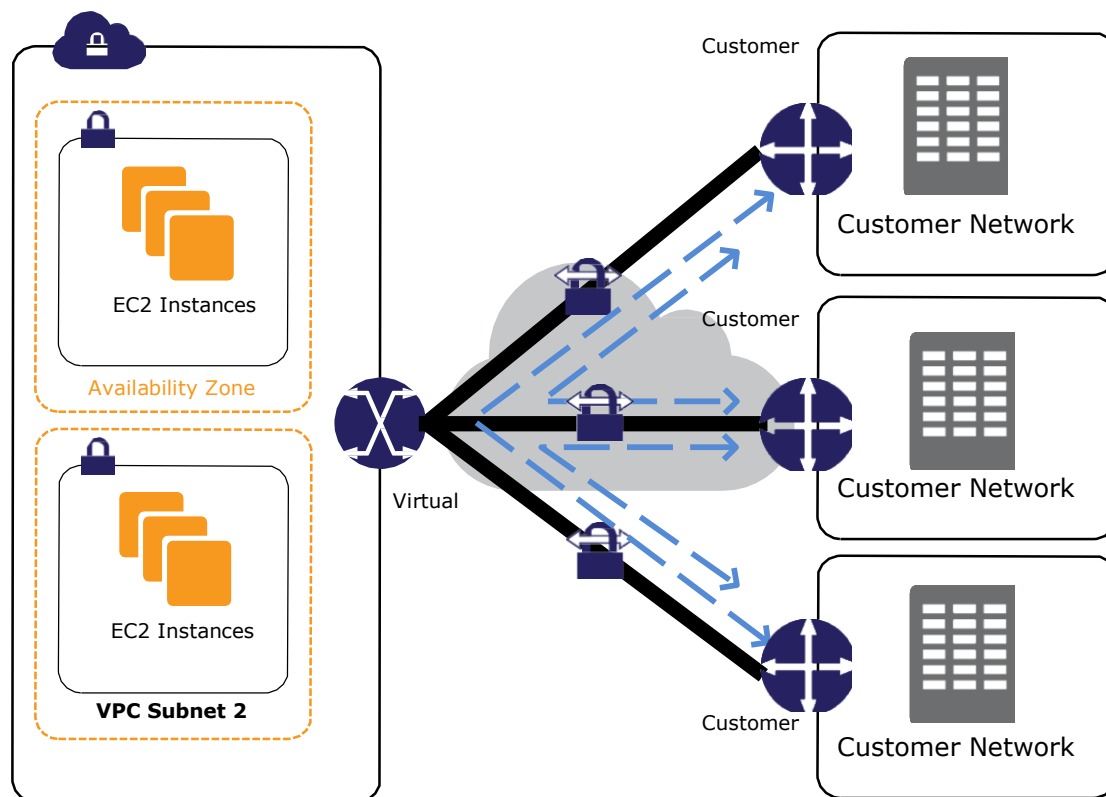 EC2 Instances
Availability Zone
EC2 Instances
VPC Subnet 2
Virtual
Customer
Customer Network
Customer
Customer Network
Customer
Customer Network